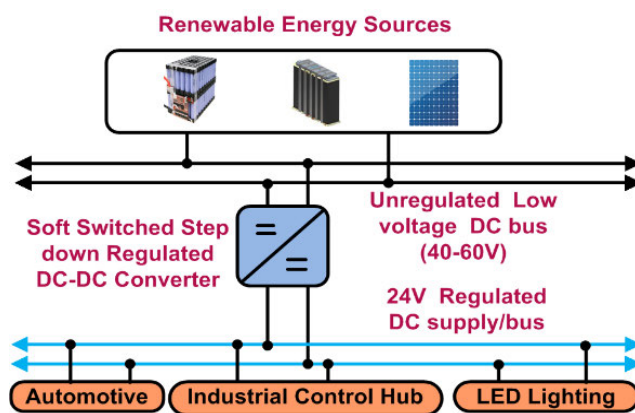 Renewable Energy Sources
Soft Switched Step
down Regulated
DC-DC Converter
Unregulated Low
voltage DC bus
(40-60V)
24V Regulated
DC supply/bus
Automotive
Industrial Control Hub
LED Lighting